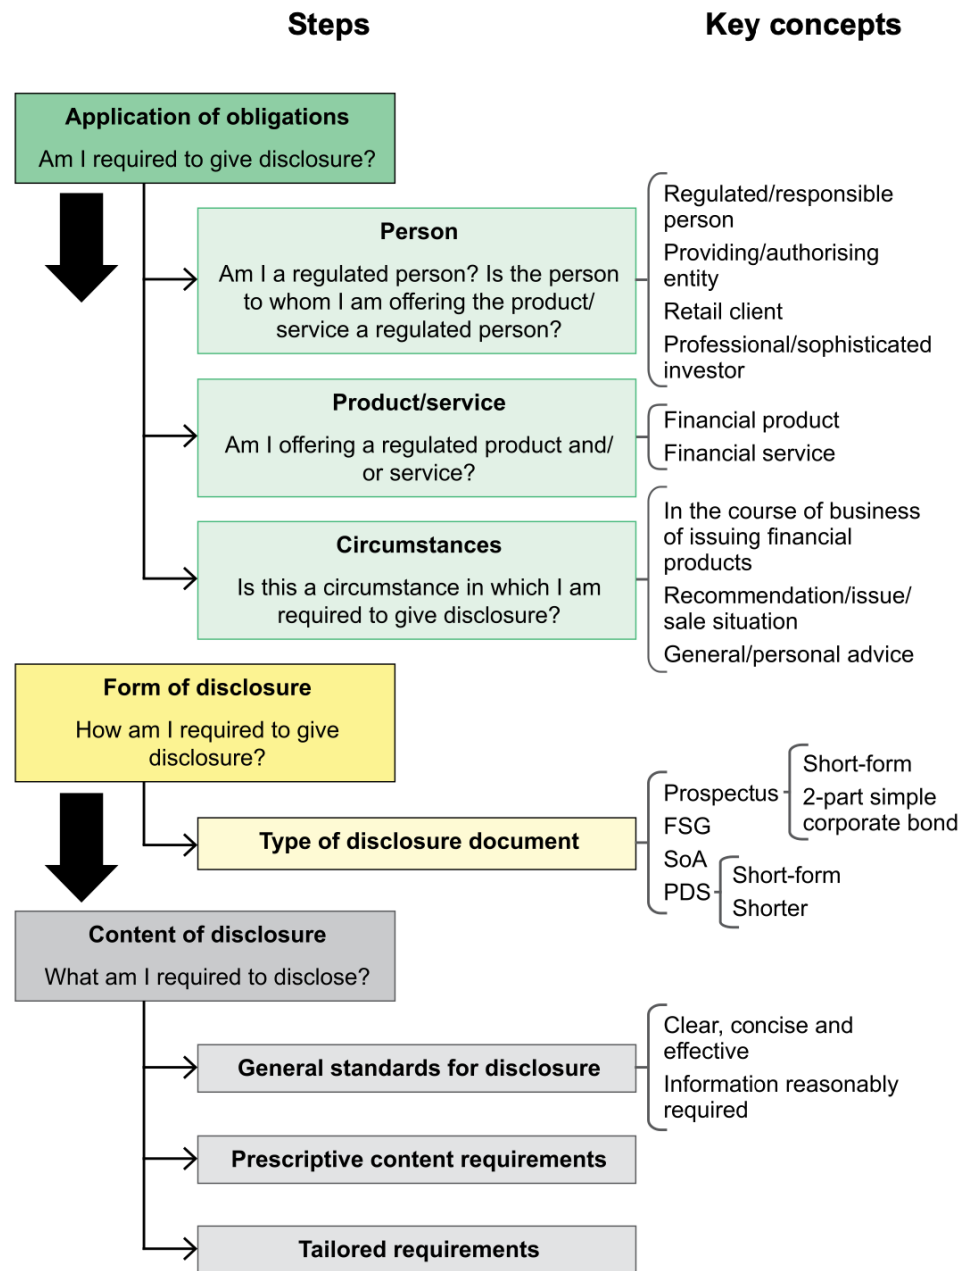 Steps
Key concepts
Application of obligations
Am I required to give disclosure?
Person
Am I a regulated person? Is the person
to whom I am offering the product/
service a regulated person?
Regulated/responsible
person
Providing/authorising
entity
Retail client
Professional/sophisticated
investor
Product/service
Am I offering a regulated product and/
or service?
Financial product
Financial service
Circumstances
Is this a circumstance in which I am
required to give disclosure?
In the course of business
of issuing financial
products
Recommendation/issue/
sale situation
General/personal advice
Form of disclosure
How am I required to give
disclosure?
Type of disclosure document
Prospectus
Short-form
2-part simple
corporate bond
FSG
SoA
PDS
Short-form
Shorter
Content of disclosure
What am I required to disclose?
General standards for disclosure
Clear, concise and
effective
Information reasonably
required
Prescriptive content requirements
Tailored requirements